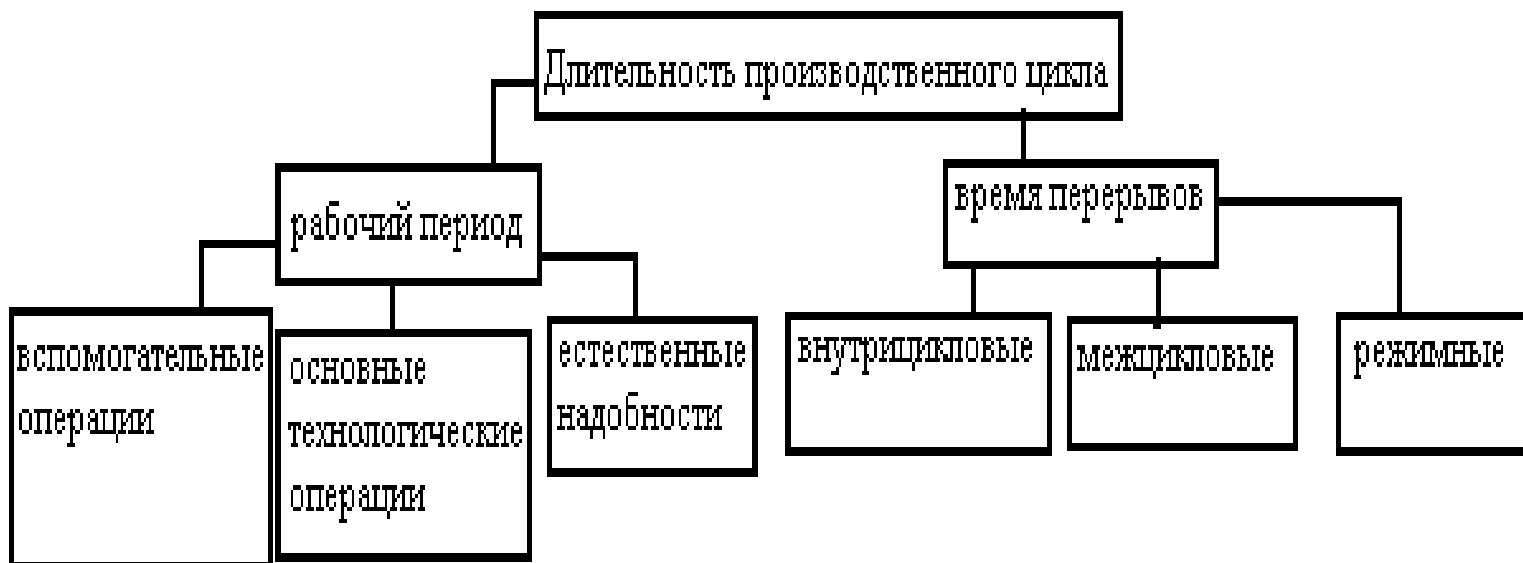 Длительность производственного цикла
рабочий период
время перерывов
вспомогательные
операции
основные
технологические
операции
естественные
надобности
внутрицикловые
межцикловые
режимные